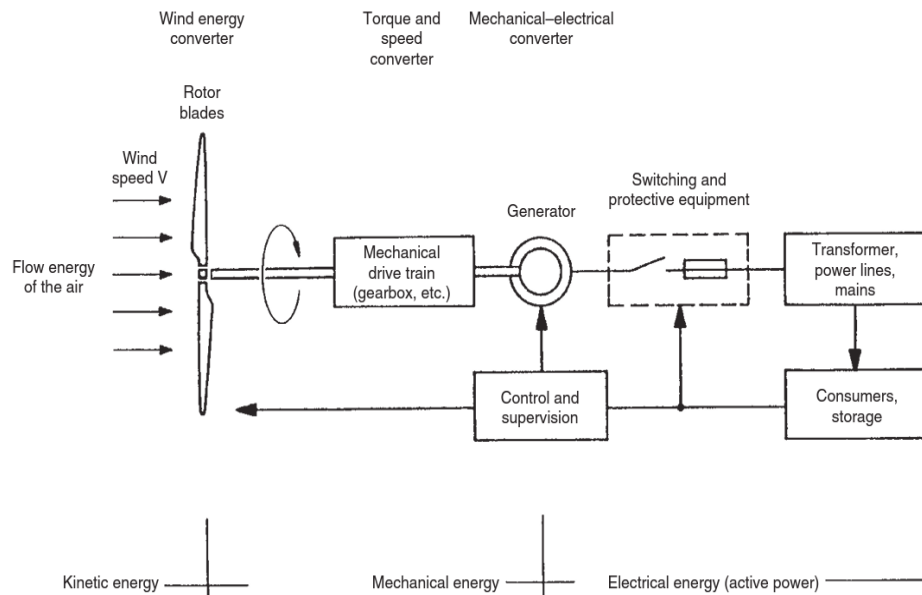 Wind energy
converter
Torque and
speed
converter
Mechanical–electrical
converter
Rotor
blades
Wind
speed V
Flow energy
of the air
Mechanical
drive train
(gearbox, etc.)
Generator
Switching and
protective equipment
Transformer,
power lines,
mains
Control and
supervision
Consumers,
storage
Kinetic energy
Mechanical energy
Electrical energy (active power)